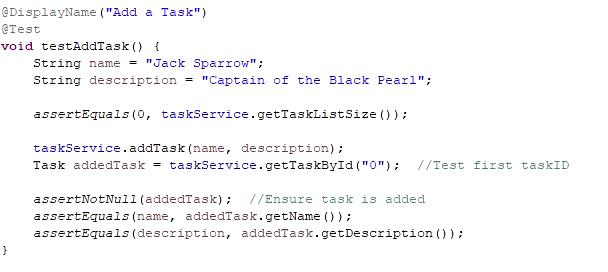 @DisplayName("Add a Task")
@Test
void testAddTask() {
    String name = "Jack Sparrow";
    String description = "Captain of the Black Pearl";

    assertEquals(0, taskService.getTaskListSize());

    taskService.addTask(name, description);
    Task addedTask = taskService.getTaskById("0");  //Test first taskID

    assertNotNull(addedTask);  //Ensure task is added
    assertEquals(name, addedTask.getName());
    assertEquals(description, addedTask.getDescription());
}